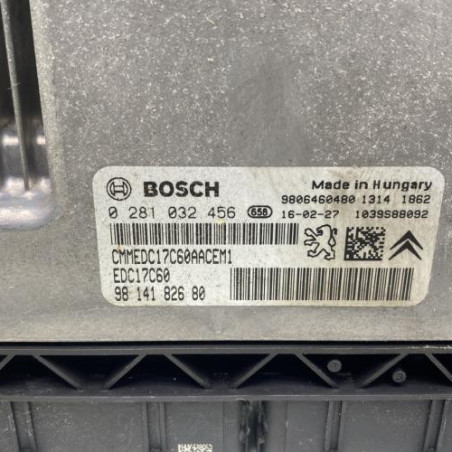 BOSCH
Made in Hungary
9806460480 1314 1862
0 281 032 456 658 16-02-27 1039S88092
CMMEDC17C60AACEM1
EDC17C60
98 141 826 80